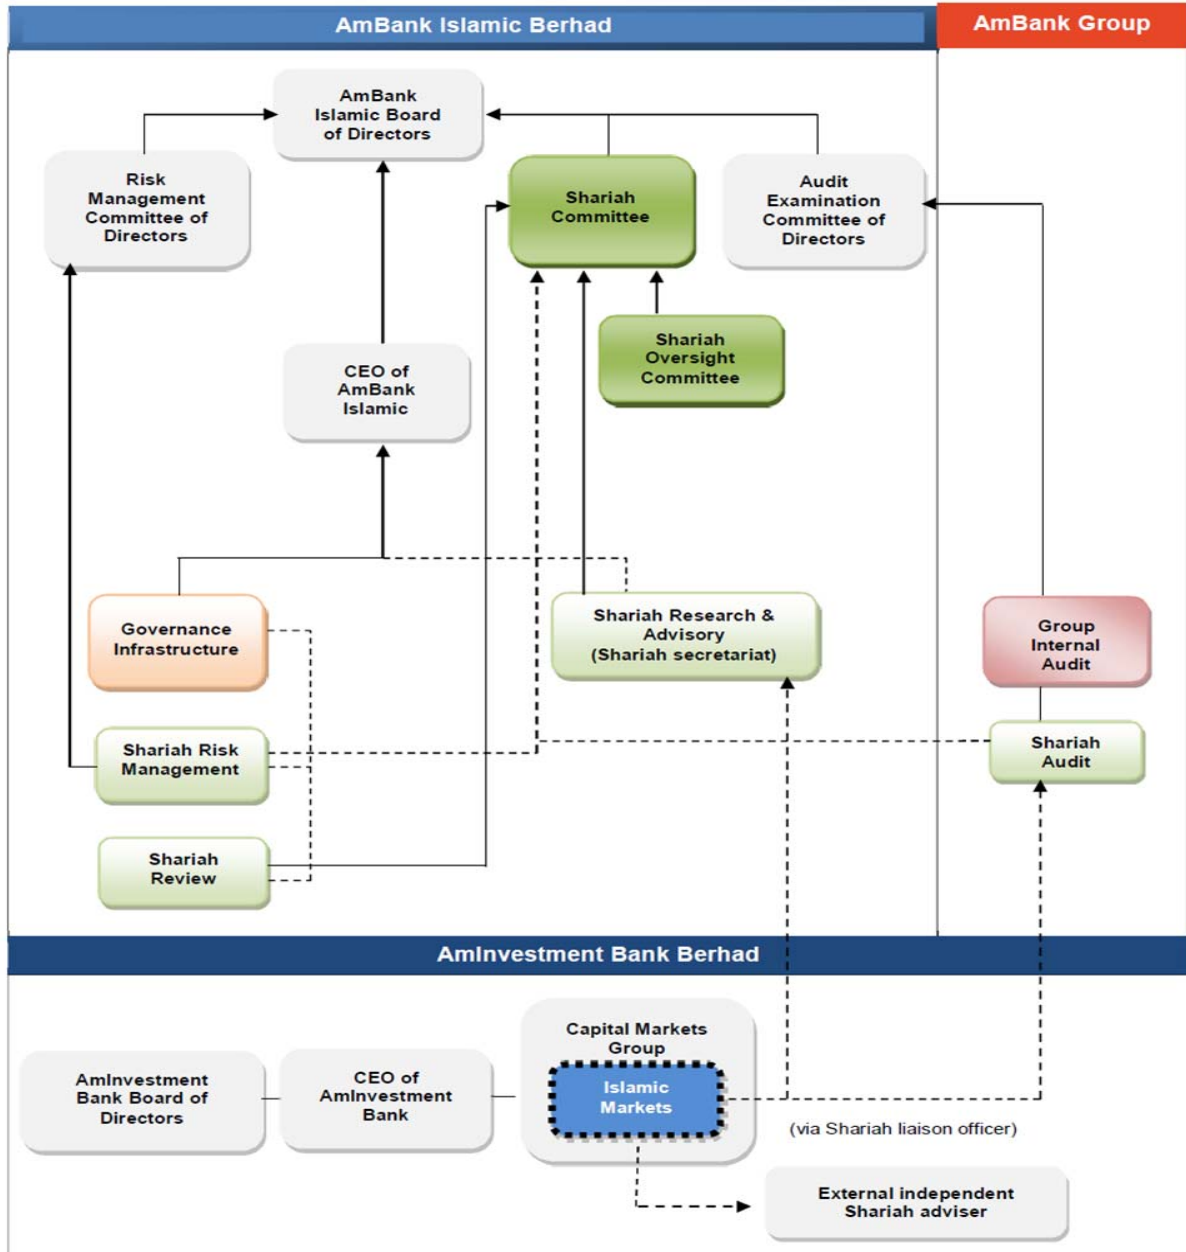 AmBank Islamic Berhad
AmBank Group
AmBank
Islamic Board
of Directors
Risk
Management
Committee of
Directors
Shariah
Committee
Audit
Examination
Committee of
Directors
Shariah
Oversight
Committee
CEO of
AmBank
Islamic
Governance
Infrastructure
Shariah Research &
Advisory
(Shariah secretariat)
Group
Internal
Audit
Shariah Risk
Management
Shariah
Audit
Shariah
Review
AmInvestment Bank Berhad
Capital Markets
Group
Islamic
Markets
AmInvestment
Bank Board of
Directors
CEO of
AmInvestment
Bank
(via Shariah liaison officer)
External independent
Shariah adviser